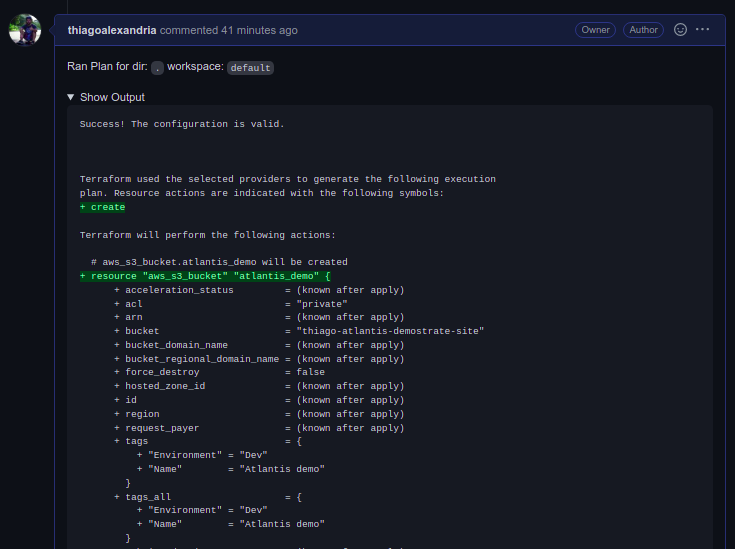 thiagoalexandria commented 41 minutes ago Owner Author
Ran Plan for dir: . workspace: default
Show Output
Success! The configuration is valid.
Terraform used the selected providers to generate the following execution
plan. Resource actions are indicated with the following symbols:
+ create
Terraform will perform the following actions:
# aws_s3_bucket.atlantis_demo will be created
+ resource "aws_s3_bucket" "atlantis_demo" {
+ acceleration_status = (known after apply)
+ acl = "private"
+ arn = (known after apply)
+ bucket = "thiago-atlantis-demostrate-site"
+ bucket_domain_name = (known after apply)
+ bucket_regional_domain_name = (known after apply)
+ force_destroy = false
+ hosted_zone_id = (known after apply)
+ id = (known after apply)
+ region = (known after apply)
+ request_payer = (known after apply)
+ tags = {
+ "Environment" = "Dev"
+ "Name" = "Atlantis demo"
}
+ tags_all = {
+ "Environment" = "Dev"
+ "Name" = "Atlantis demo"
}